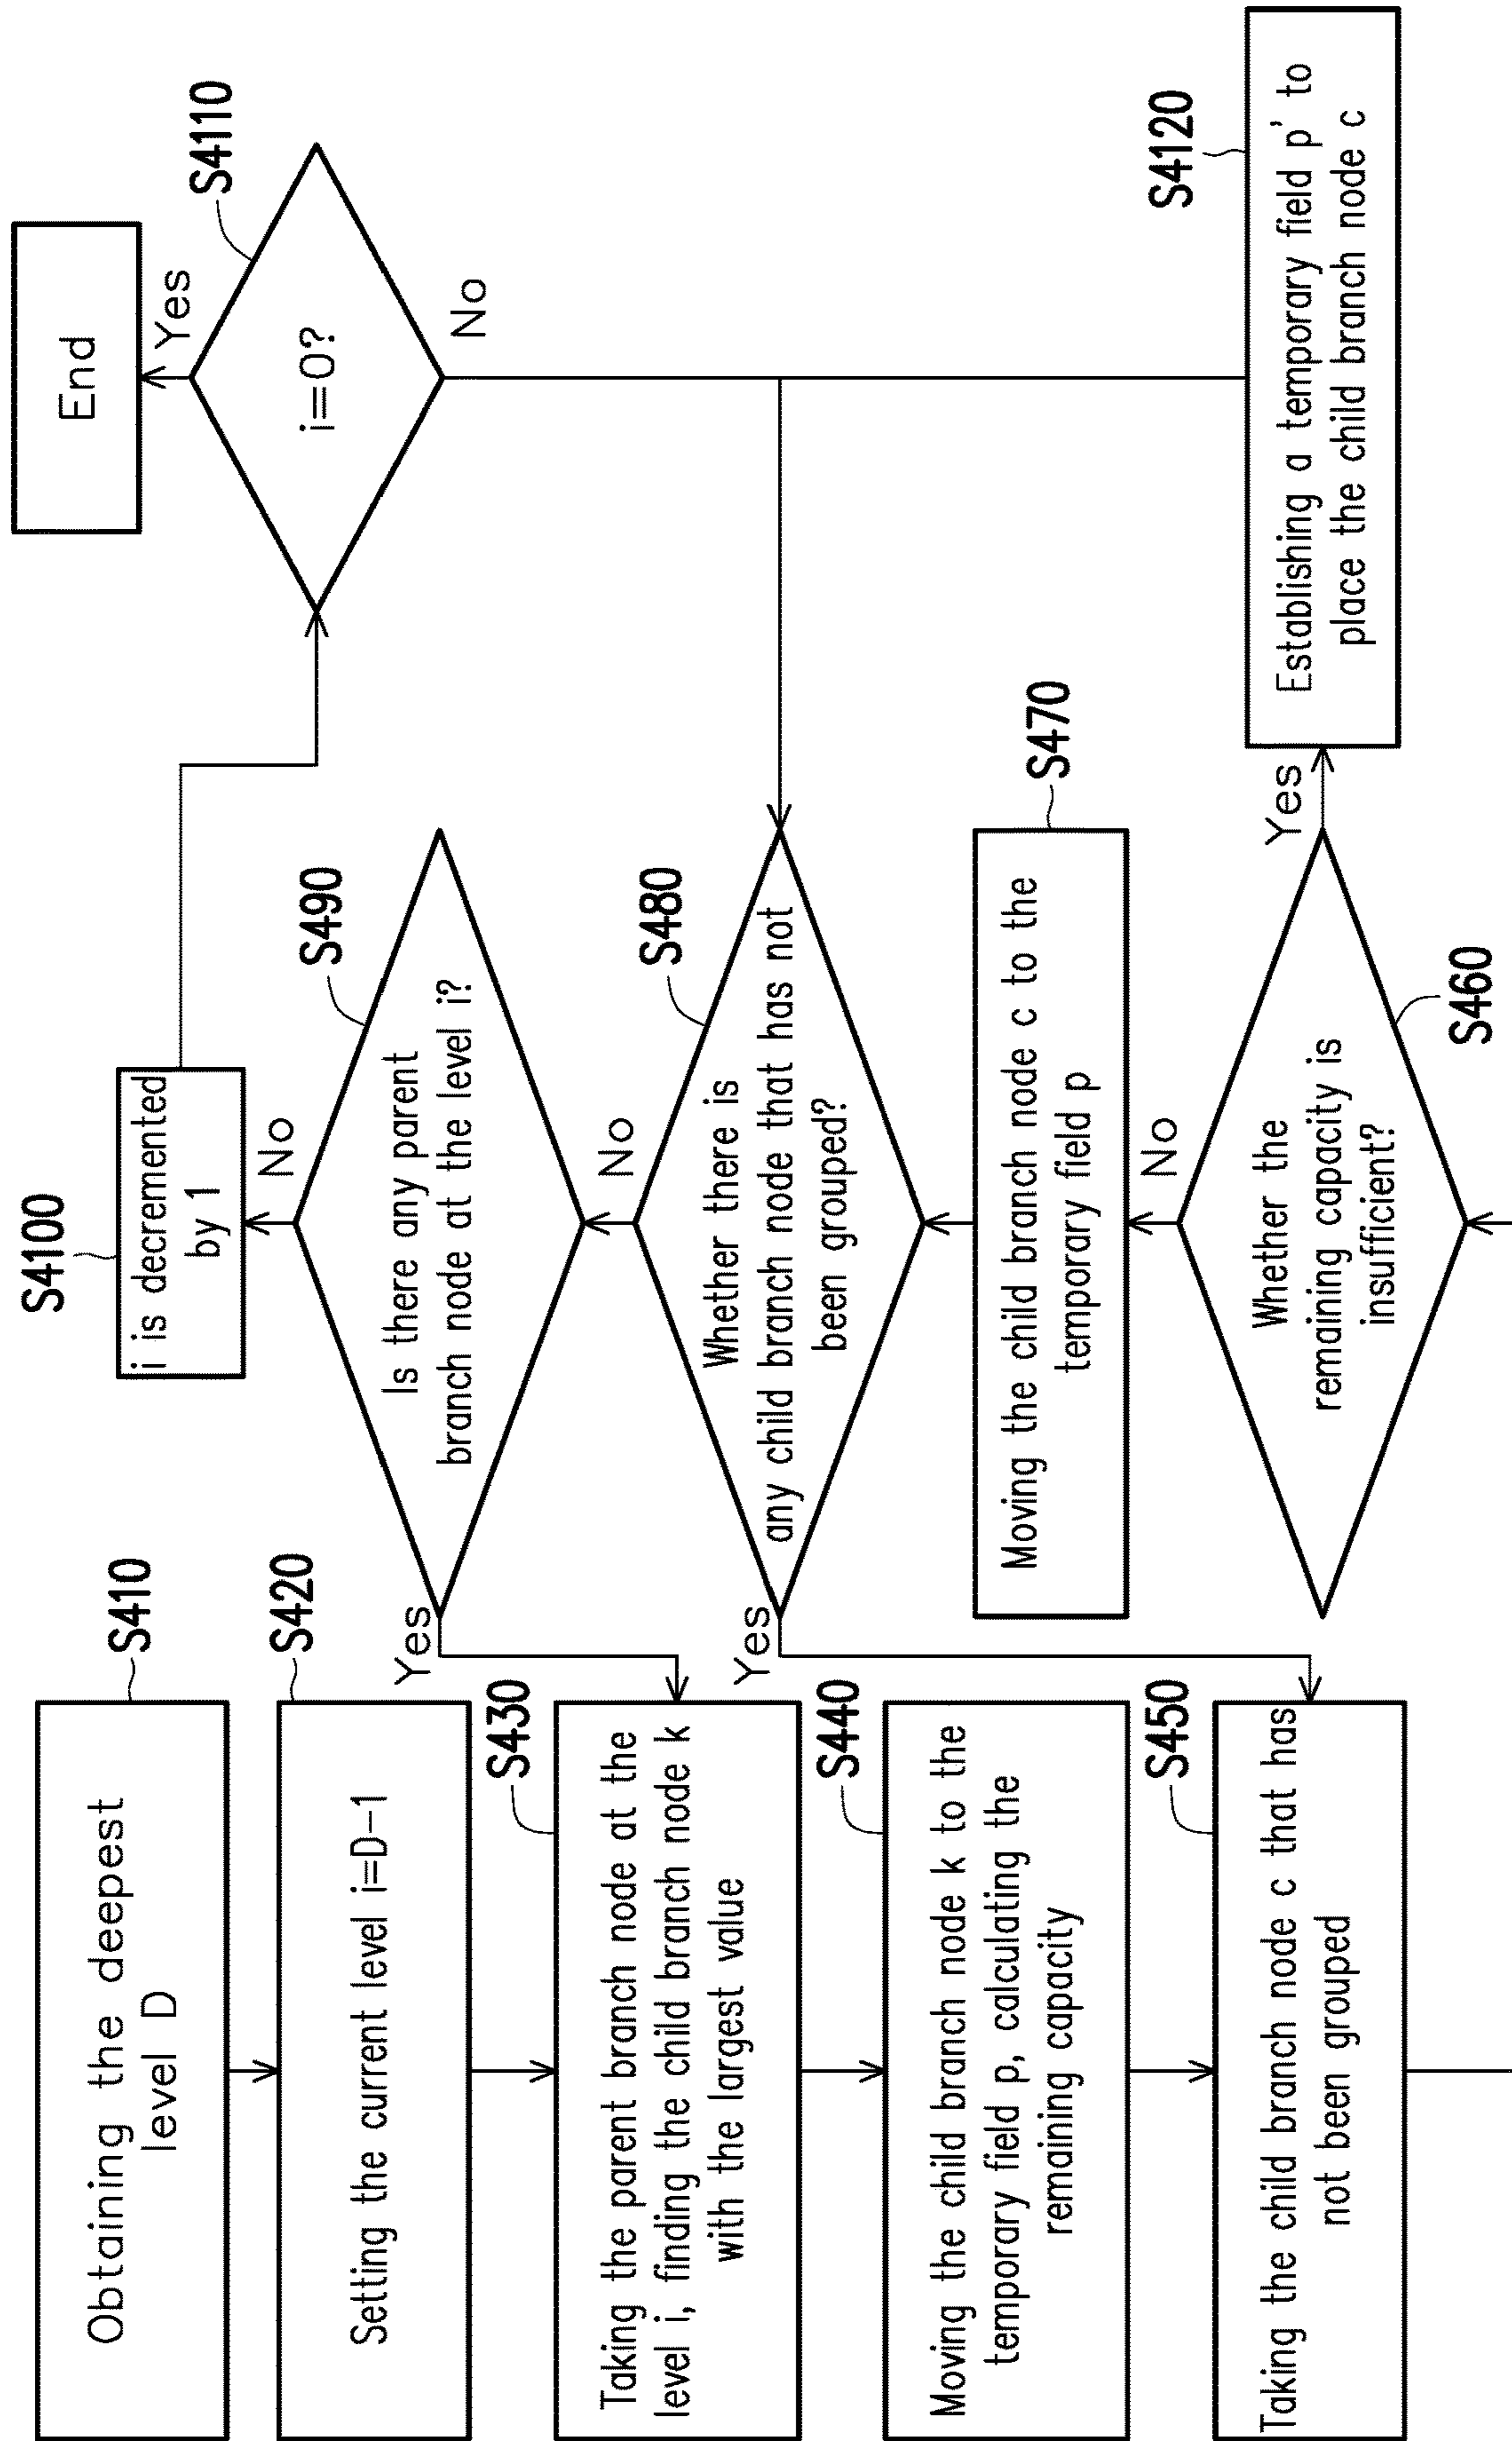 Obtaining the deepest
level D
S410
Setting the current level i=D-1
S420
Taking the parent branch node at the
level i, finding the child branch node k
with the largest value
S430
Moving the child branch node k to the
temporary field p, calculating the
remaining capacity
S440
Taking the child branch node c that has
not been grouped
S450
Whether the
remaining capacity is
insufficient?
S460
No
Yes
Moving the child branch node c to the
temporary field p
S470
Whether there is
any child branch node that has not
been grouped?
S480
Yes
No
Is there any parent
branch node at the level i?
S490
Yes
No
i is decremented
by 1
S4100
i=0?
S4110
Yes
No
End
Establishing a temporary field p' to
place the child branch node c
S4120